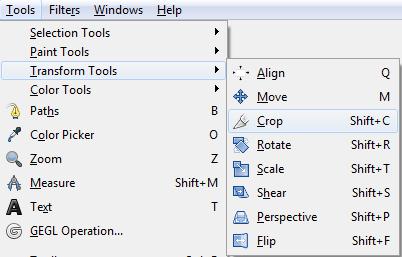 Tools Filters Windows Help
Selection Tools
Paint Tools
Transform Tools
Color Tools
Paths B
Color Picker O
Zoom Z
Measure Shift+M
Text T
GEGL Operation...
Align Q
Move M
Crop Shift+C
Rotate Shift+R
Scale Shift+T
Shear Shift+S
Perspective Shift+P
Flip Shift+F